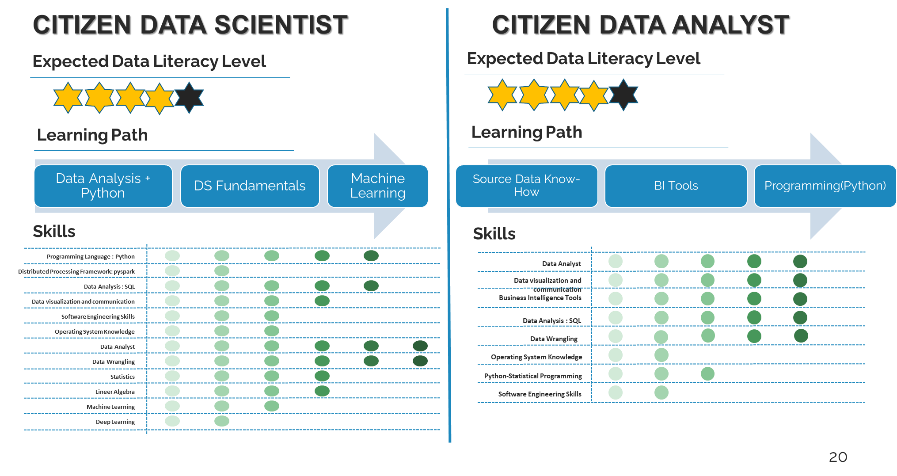 CITIZEN DATA SCIENTIST
Expected Data Literacy Level
Learning Path
Data Analysis +
Python
DS Fundamentals
Machine
Learning
Skills
Programming Language : Python
Distributed Processing Framework: pyspark
Data Analysis : SQL
Data visualization and communication
Software Engineering Skills
Operating System Knowledge
Data Analyst
Data Wrangling
Statistics
Lineer Algebra
Machine Learning
Deep Learning
CITIZEN DATA ANALYST
Expected Data Literacy Level
Learning Path
Source Data Know-
How
BI Tools
Programming(Python)
Skills
Data Analyst
Data visualization and
communication
Business Intelligence Tools
Data Analysis : SQL
Data Wrangling
Operating System Knowledge
Python-Statistical Programming
Software Engineering Skills
20